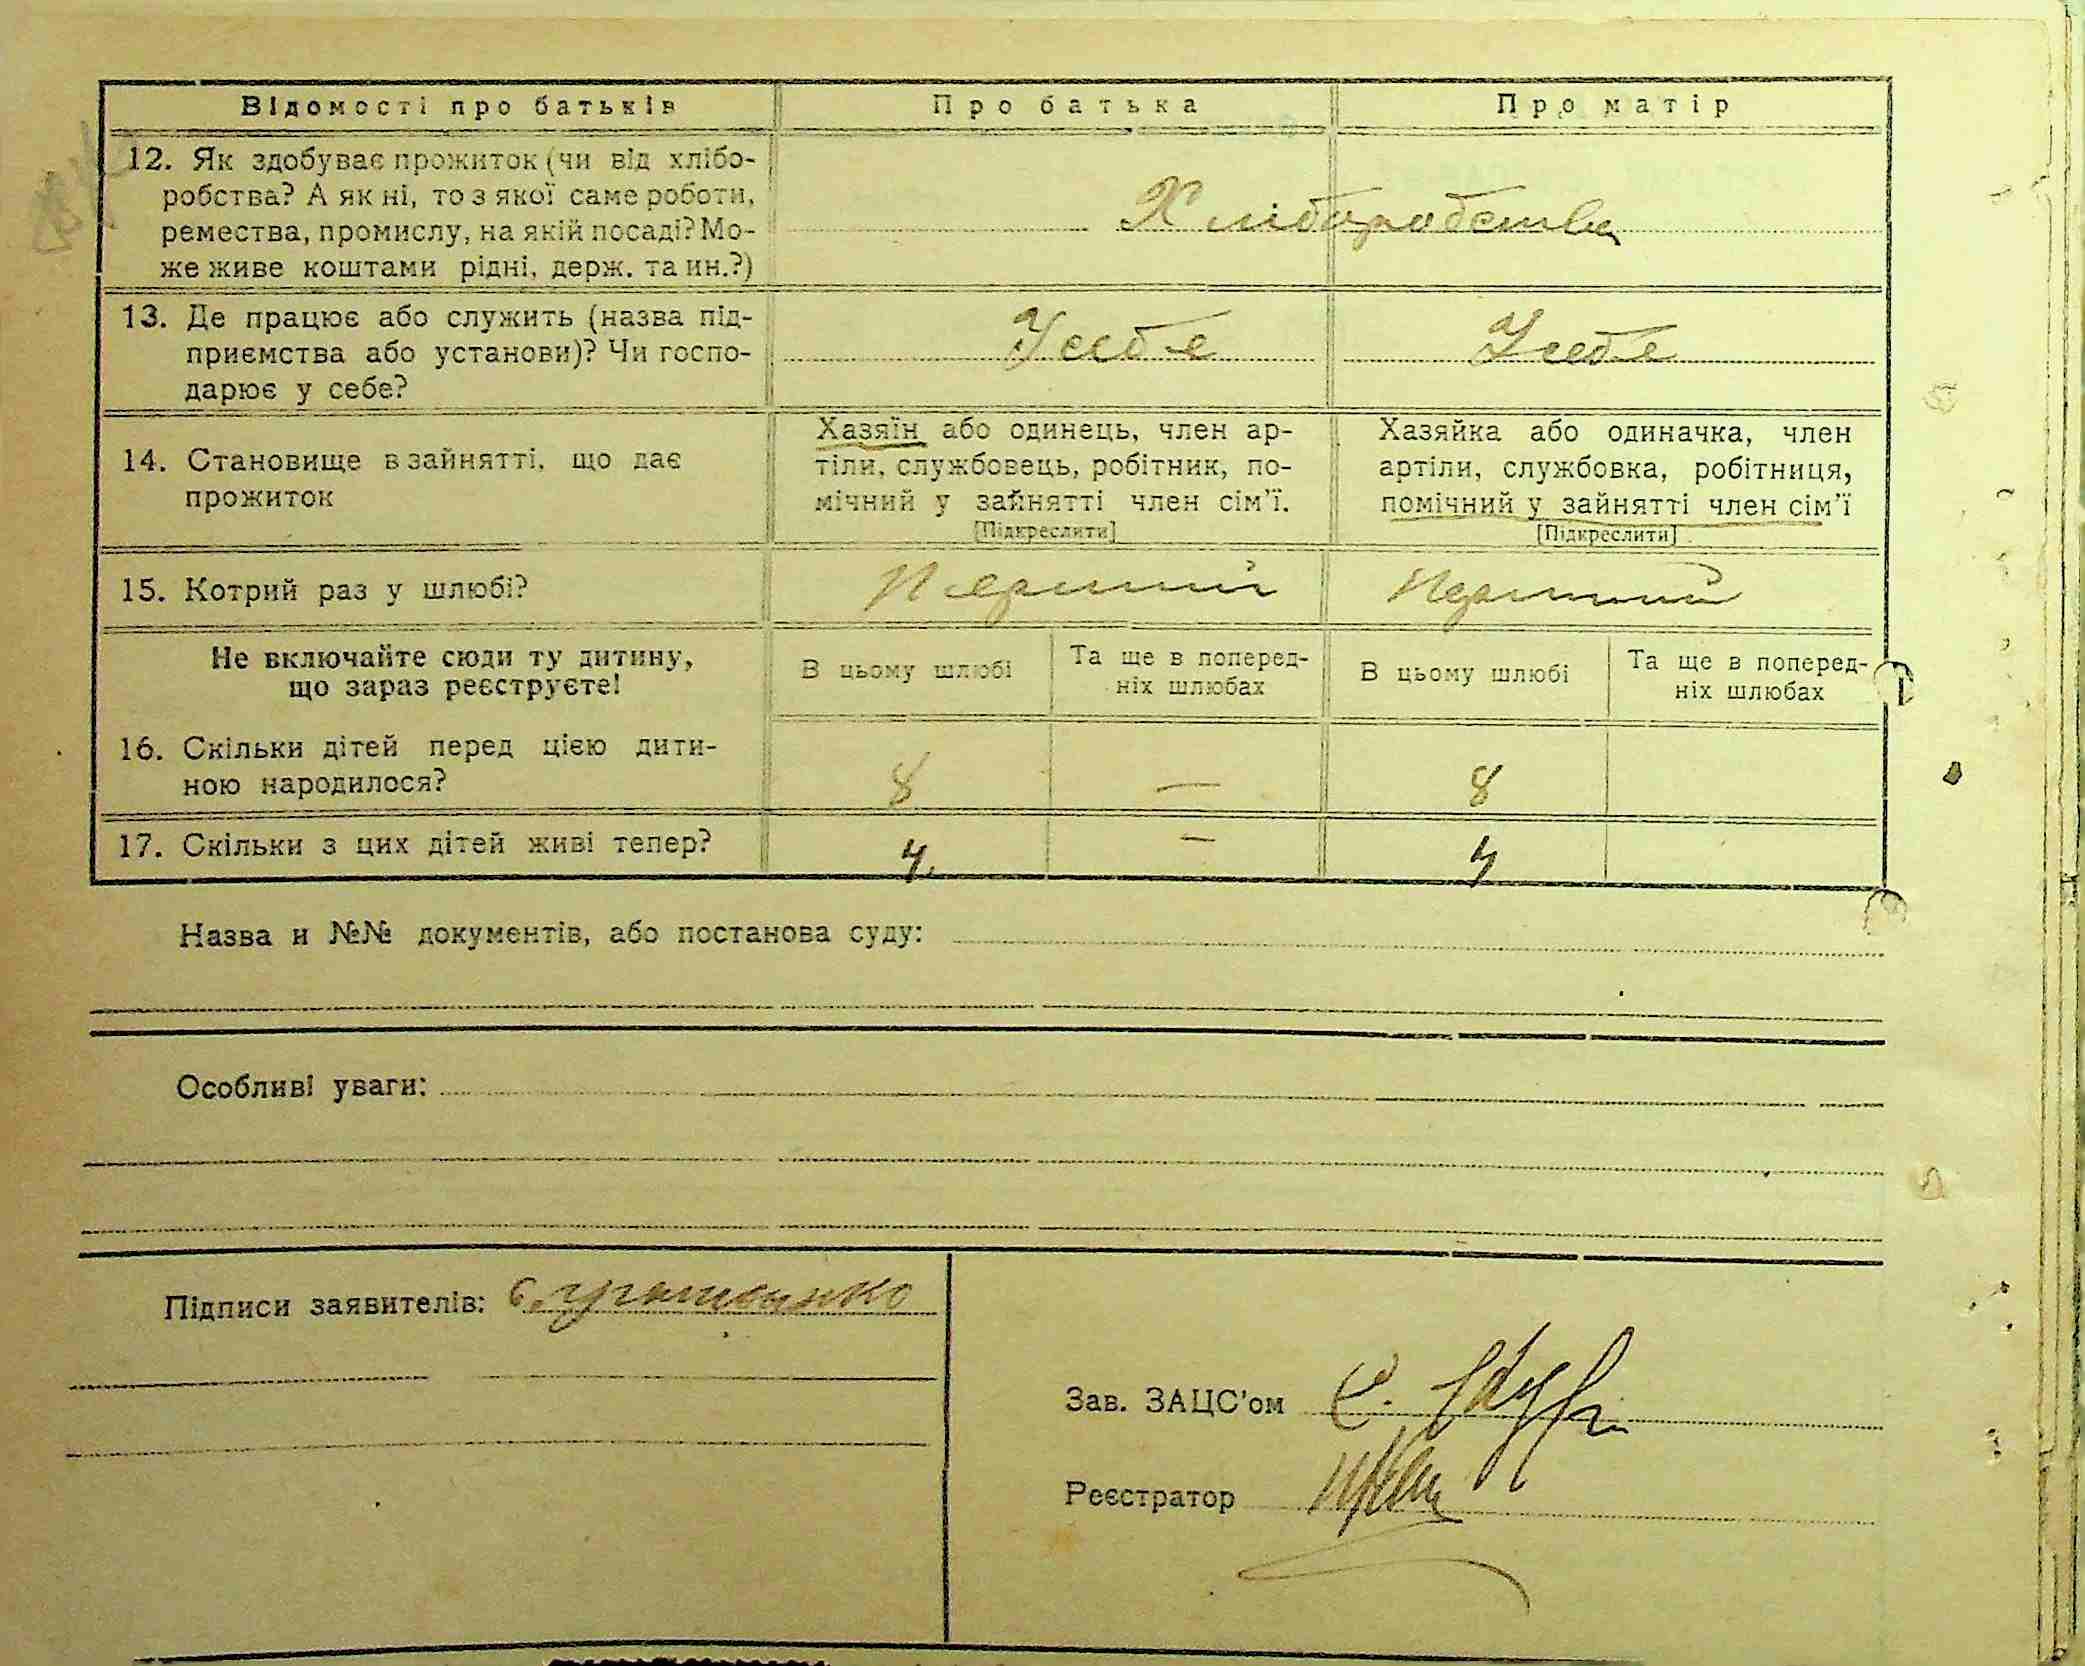 Відомості про батьків
Про батька
Про матір
12. Як здобуває прожиток (чи від хлібо-
робства? А як ні, то з якої саме роботи,
ремества, промислу, на якій посаді? Мо-
же живе коштами рідні, держ. та ин.?)
Хліборобства
13. Де працює або служить (назва під-
приємства або установи)? Чи госпо-
дарює у себе?
У себе
У себе
14. Становище в зайнятті, що дає
прожиток
Хазяїн або одинець, член ар-
тіли, службовець, робітник, по-
мічний у зайнятті член сім'ї.
[Підкреслити]
Хазяйка або одиначка, член
артіли, службовка, робітниця,
помічний у зайнятті член сім'ї
[Підкреслити]
15. Котрий раз у шлюбі?
Перший
Перший
Не включайте сюди ту дитину,
що зараз реєструєте!
В цьому шлюбі
Та ще в поперед-
ніх шлюбах
В цьому шлюбі
Та ще в поперед-
ніх шлюбах
16. Скільки дітей перед цією дити-
ною народилося?
8 — 8
17. Скільки з цих дітей живі тепер?
4. — 4
Назва и №№ документів, або постанова суду:
Особливі уваги:
Підписи заявителів:
Зав. ЗАЦС'ом
Реєстратор